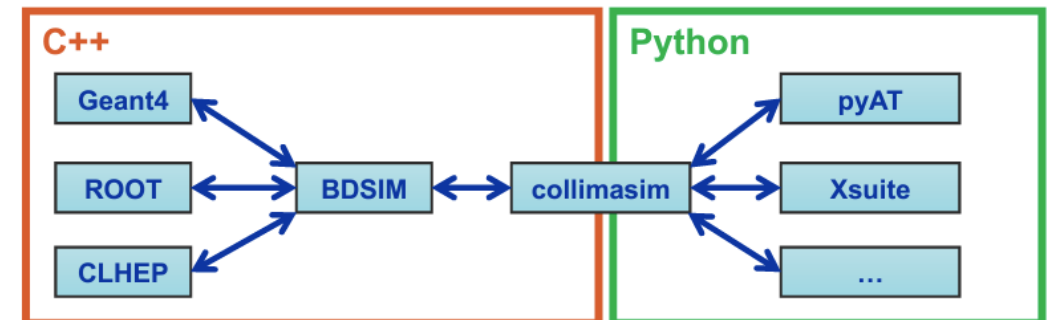 C++
Python
Geant4
pyAT
ROOT
BDSIM
collimasim
Xsuite
CLHEP
...